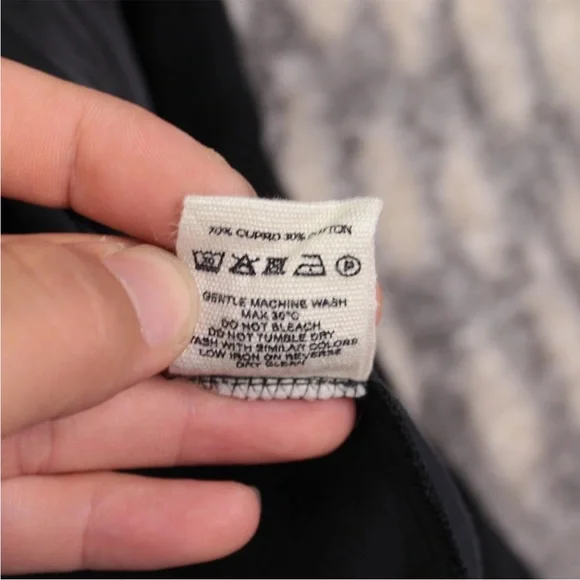 70% CUPRO 30% COTTON
30
P
GENTLE MACHINE WASH
MAX 30°C
DO NOT BLEACH
DO NOT TUMBLE DRY
WASH WITH SIMILAR COLORS
LOW IRON ON REVERSE
DRY CLEAN